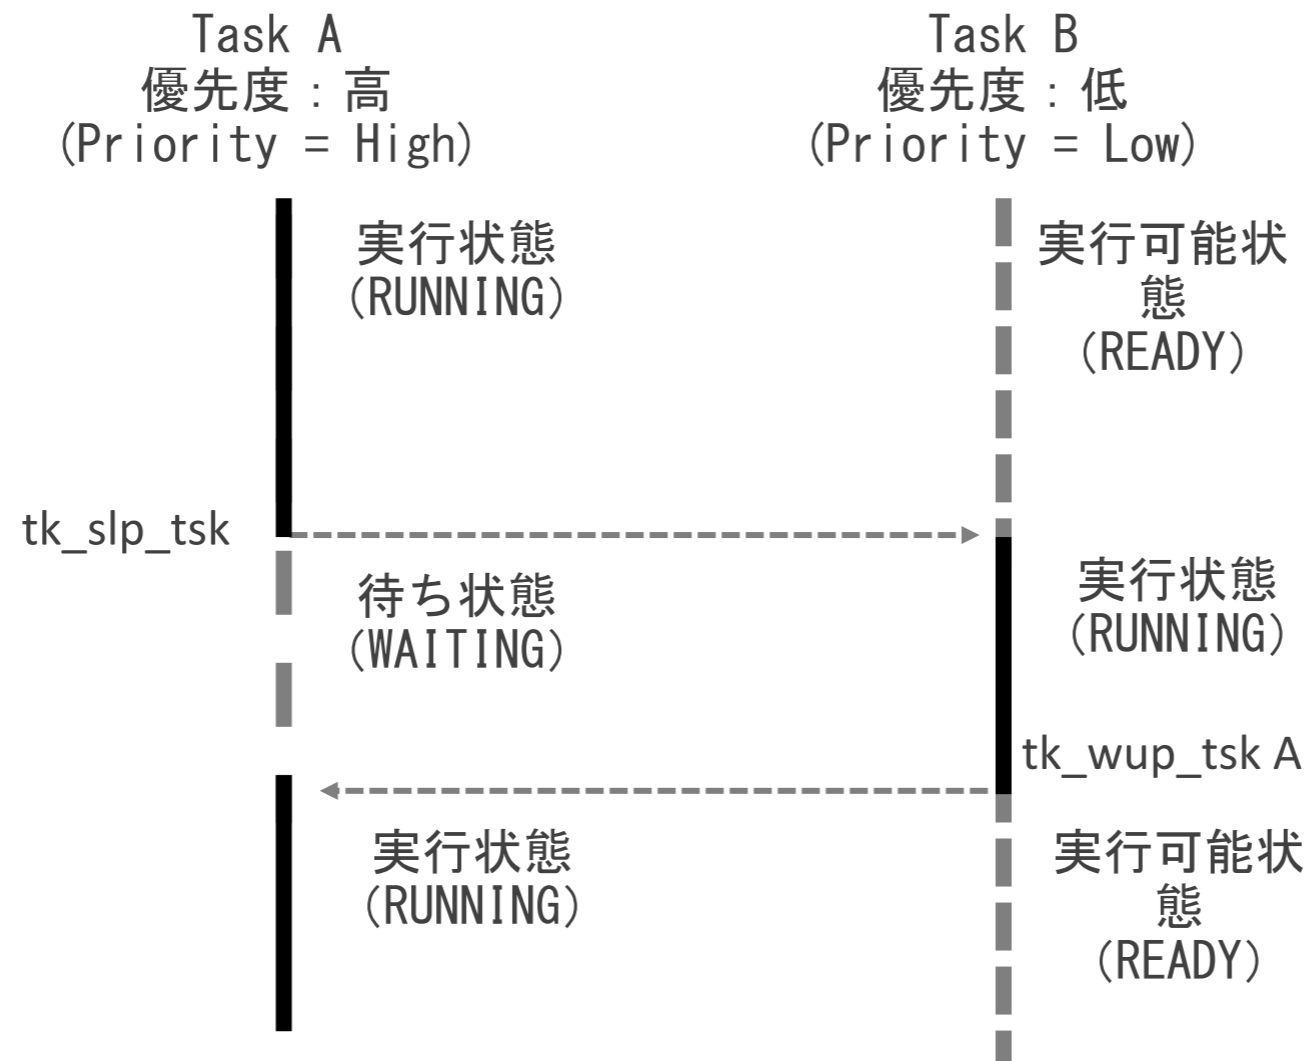 Task A
優先度：高
(Priority = High)
Task B
優先度：低
(Priority = Low)
実行状態
(RUNNING)
実行可能状
態
(READY)
tk_slp_tsk
待ち状態
(WAITING)
実行状態
(RUNNING)
tk_wup_tsk A
実行状態
(RUNNING)
実行可能状
態
(READY)